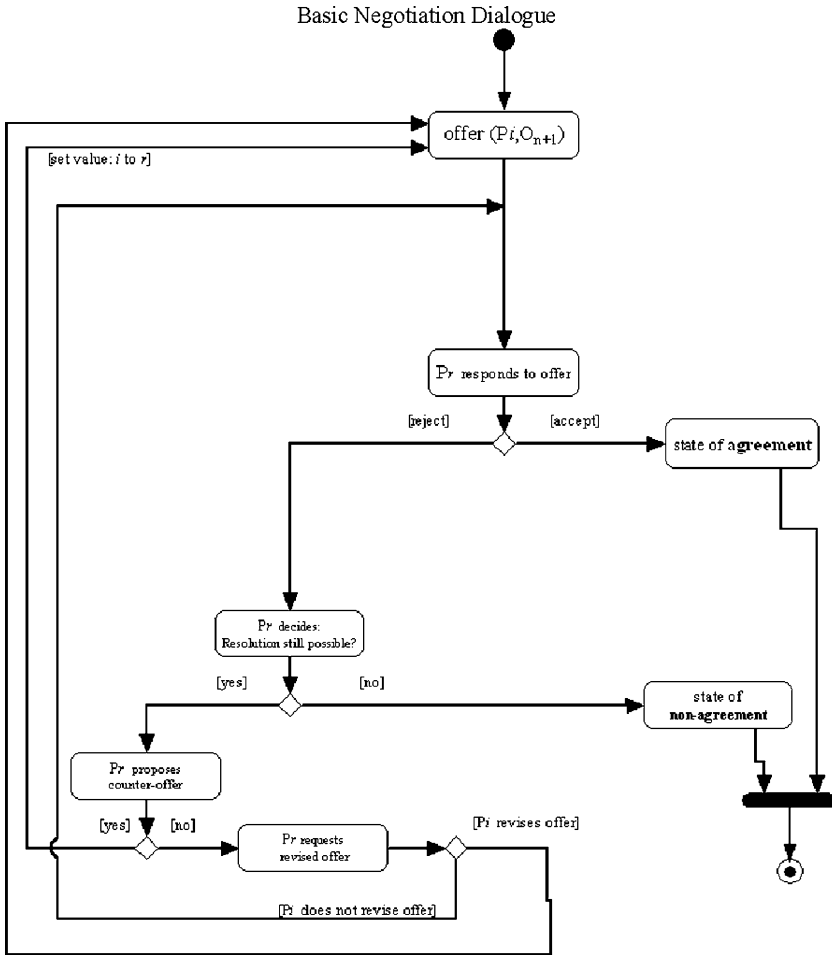 Basic Negotiation Dialogue
offer (Pi,On+1)
[set value: i to r]
Pr responds to offer
[reject]
[accept]
state of agreement
Pr decides:
Resolution still possible?
[yes]
[no]
state of
non-agreement
Pr proposes
counter-offer
[yes]
[no]
Pr requests
revised offer
[Pi revises offer]
[Pi does not revise offer]